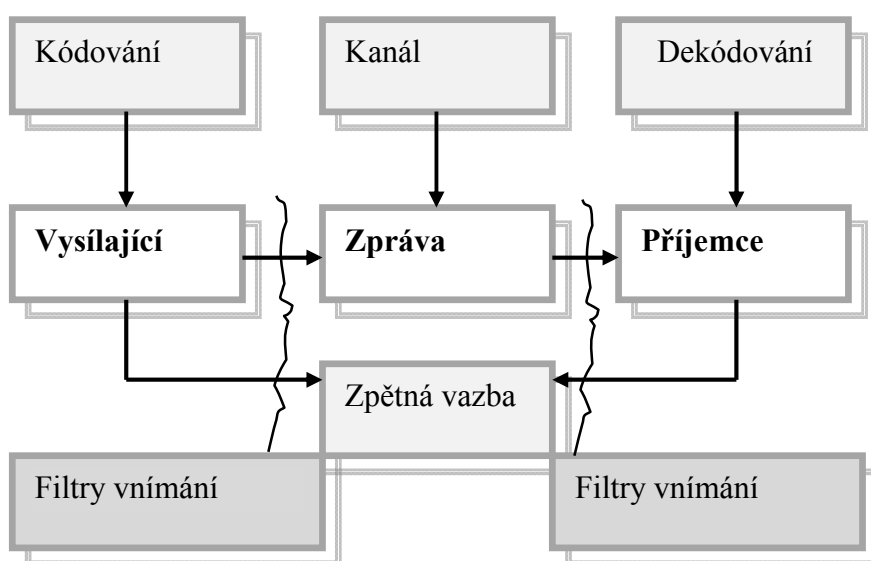 Kódování
Kanál
Dekódování
Vysílající
Zpráva
Příjemce
Zpětná vazba
Filtry vnímání
Filtry vnímání